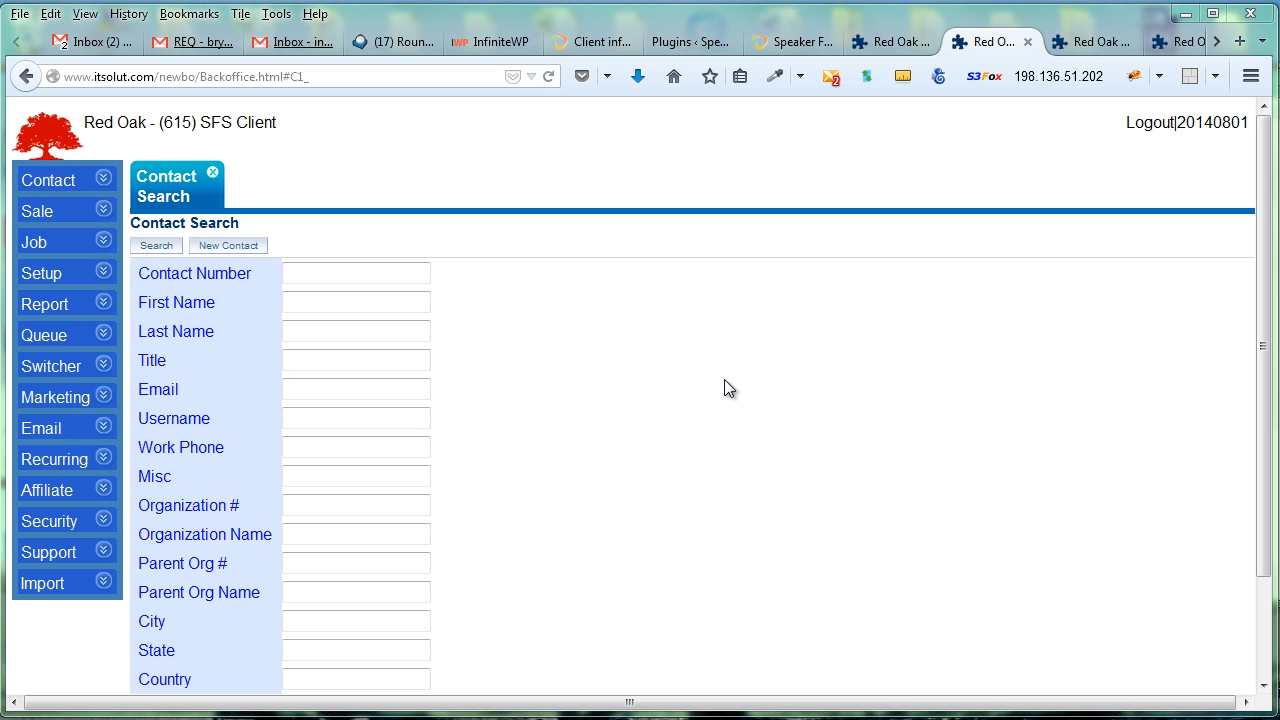 File Edit View History Bookmarks Tile Tools Help
2 Inbox (2) ... REQ - bry... Inbox - in... (17) Roun... IWP InfiniteWP Client inf... Plugins ‹ Spe... Speaker F... Red Oak ... Red O... Red Oak ... Red O
www.itsolut.com/newbo/Backoffice.html#C1_ 2 S3Fox 198.136.51.202
Red Oak - (615) SFS Client
Logout|20140801
Contact
Sale
Job
Setup
Report
Queue
Switcher
Marketing
Email
Recurring
Affiliate
Security
Support
Import
Contact
Search
Contact Search
Search New Contact
Contact Number
First Name
Last Name
Title
Email
Username
Work Phone
Misc
Organization #
Organization Name
Parent Org #
Parent Org Name
City
State
Country